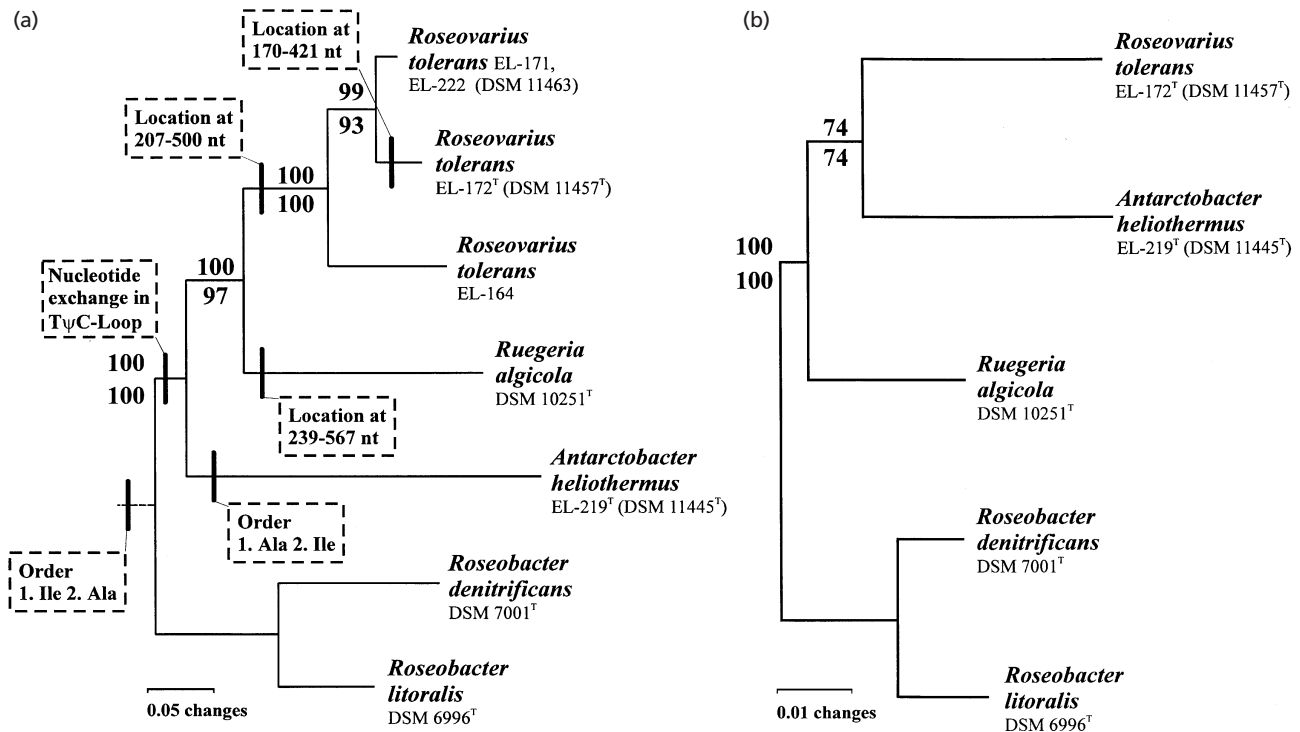 (a)
Location at
170-421 nt
Roseovarius
tolerans EL-171,
EL-222 (DSM 11463)
99
93
Location at
207-500 nt
Roseovarius
tolerans
EL-172ᵀ (DSM 11457ᵀ)
100
100
Roseovarius
tolerans
EL-164
Nucleotide
exchange in
TψC-Loop
100
97
100
100
Ruegeria
algicola
DSM 10251ᵀ
Location at
239-567 nt
Antarctobacter
heliothermus
EL-219ᵀ (DSM 11445ᵀ)
Order
1. Ala 2. Ile
Order
1. Ile 2. Ala
Roseobacter
denitrificans
DSM 7001ᵀ
Roseobacter
litoralis
DSM 6996ᵀ
0.05 changes
(b)
Roseovarius
tolerans
EL-172ᵀ (DSM 11457ᵀ)
74
74
Antarctobacter
heliothermus
EL-219ᵀ (DSM 11445ᵀ)
100
100
Ruegeria
algicola
DSM 10251ᵀ
Roseobacter
denitrificans
DSM 7001ᵀ
Roseobacter
litoralis
DSM 6996ᵀ
0.01 changes